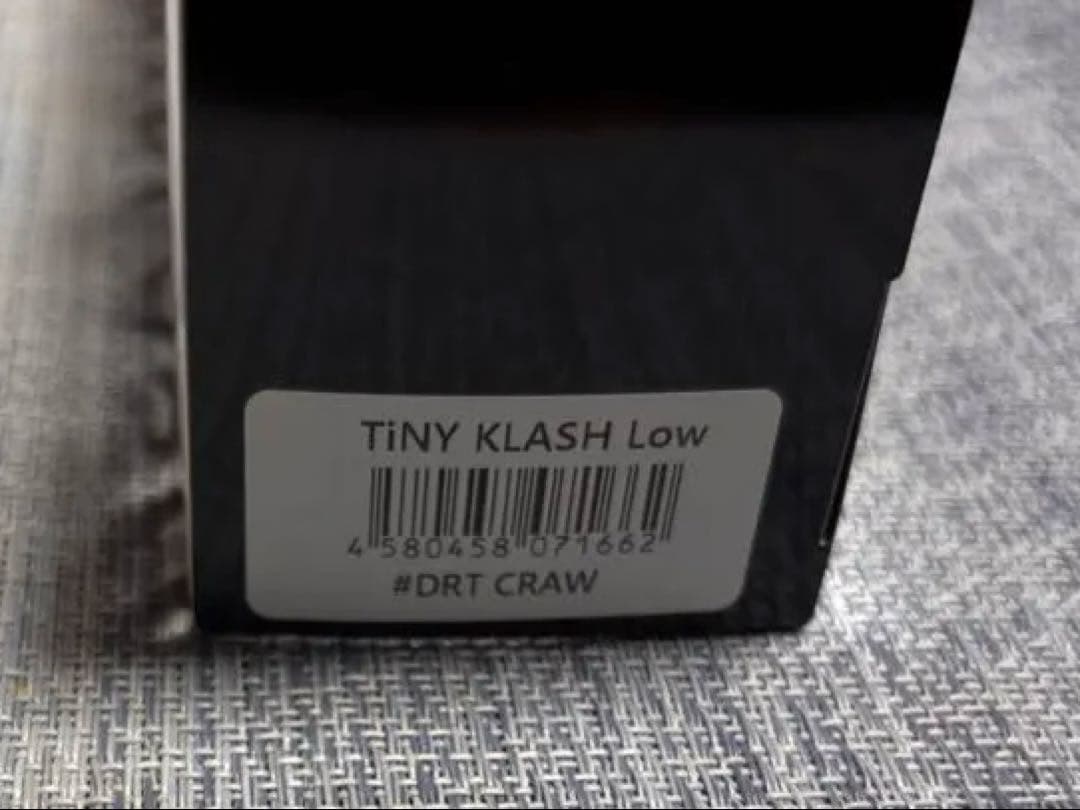 TiNY KLASH Low
4 580458 071662
#DRT CRAW